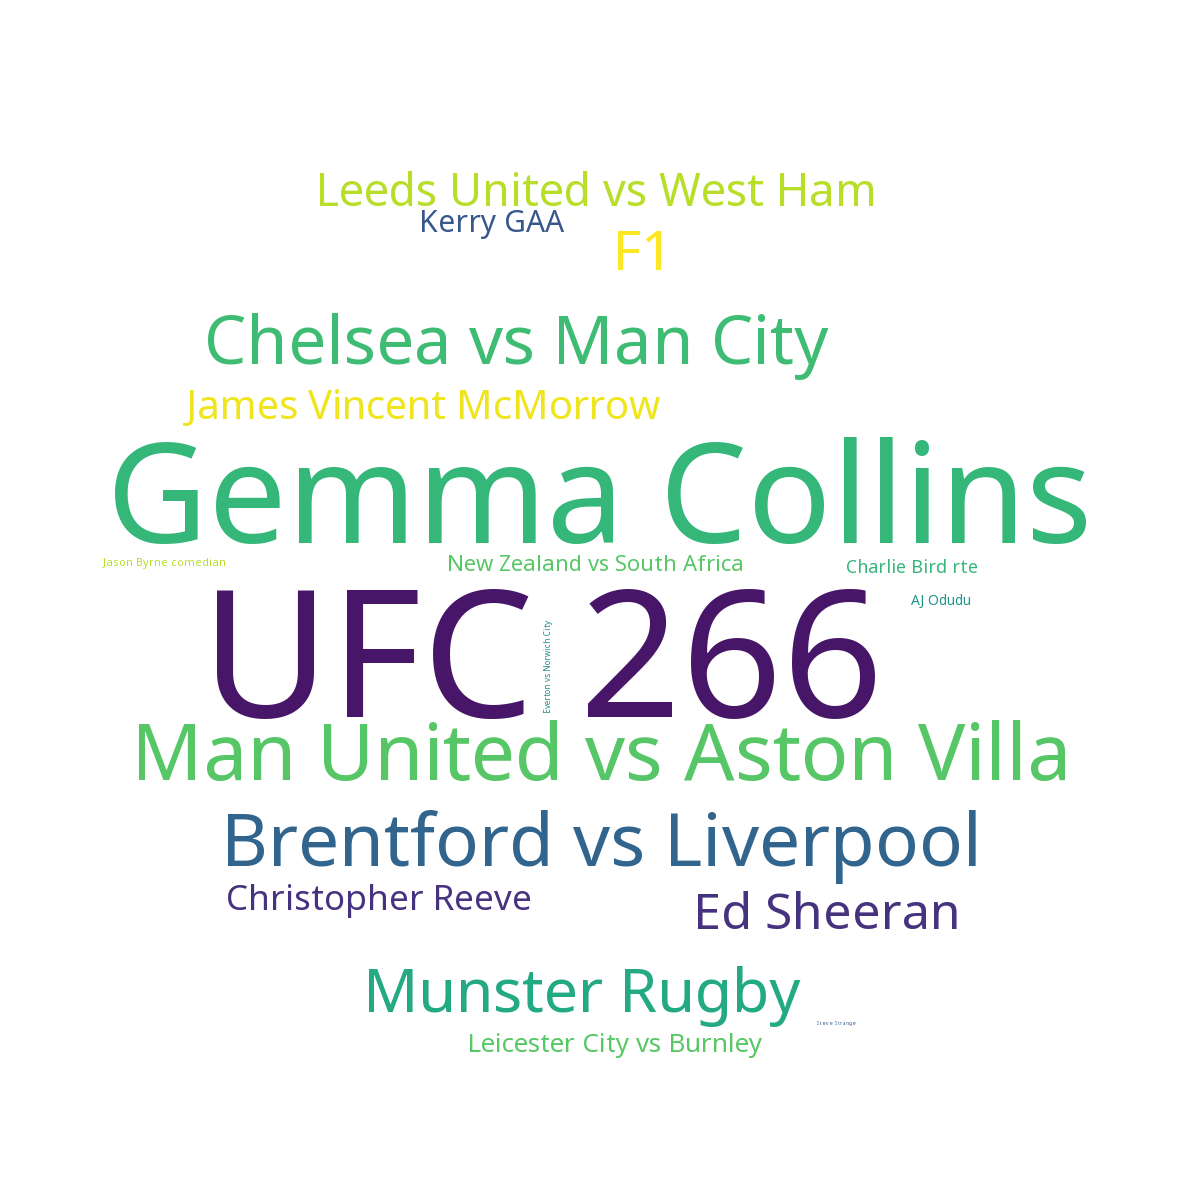 Leeds United vs West Ham
Kerry GAA
F1
Chelsea vs Man City
James Vincent McMorrow
Gemma Collins
Jason Byrne comedian
New Zealand vs South Africa
Charlie Bird rte
UFC 266
AJ Odudu
Everton vs Norwich City
Man United vs Aston Villa
Brentford vs Liverpool
Christopher Reeve
Ed Sheeran
Munster Rugby
Steve Strange
Leicester City vs Burnley